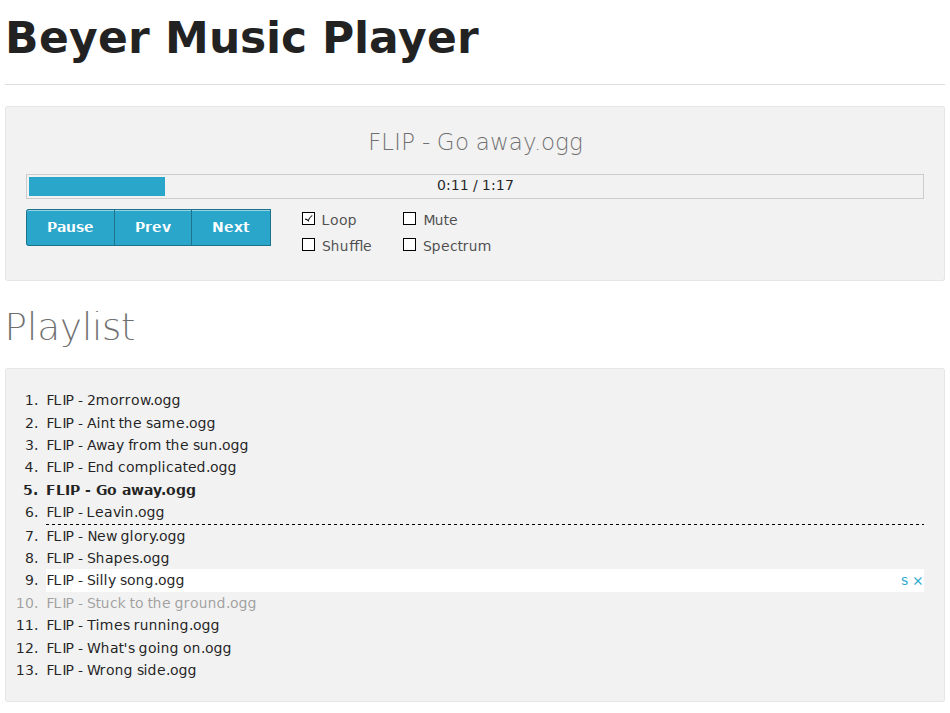 Beyer Music Player
FLIP - Go away.ogg
0:11 / 1:17
Pause Prev Next Loop Mute
Shuffle Spectrum
Playlist
1. FLIP - 2morrow.ogg
2. FLIP - Aint the same.ogg
3. FLIP - Away from the sun.ogg
4. FLIP - End complicated.ogg
5. FLIP - Go away.ogg
6. FLIP - Leavin.ogg
7. FLIP - New glory.ogg
8. FLIP - Shapes.ogg
9. FLIP - Silly song.ogg s ×
10. FLIP - Stuck to the ground.ogg
11. FLIP - Times running.ogg
12. FLIP - What's going on.ogg
13. FLIP - Wrong side.ogg